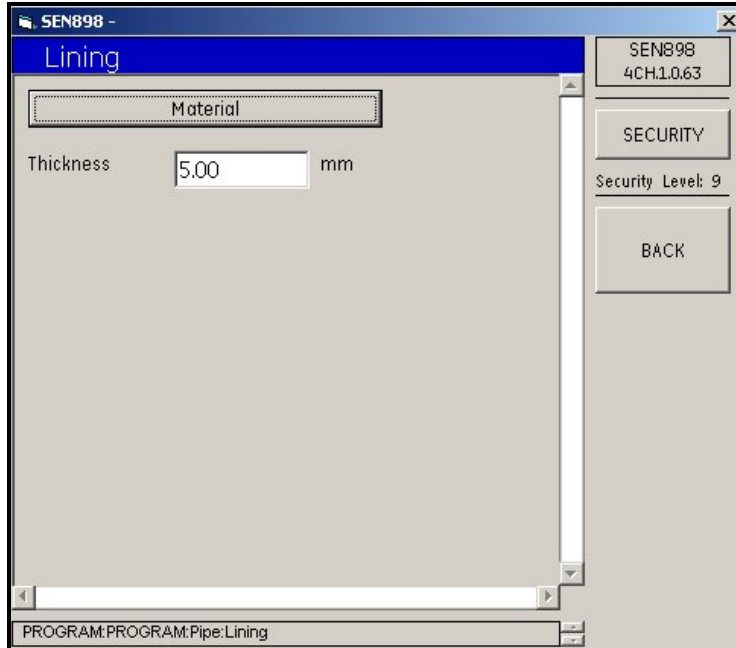 SEN898 -
Lining
Material
Thickness 5.00 mm
SEN898
4CH.1.0.63
SECURITY
Security Level: 9
BACK
PROGRAM:PROGRAM:Pipe:Lining